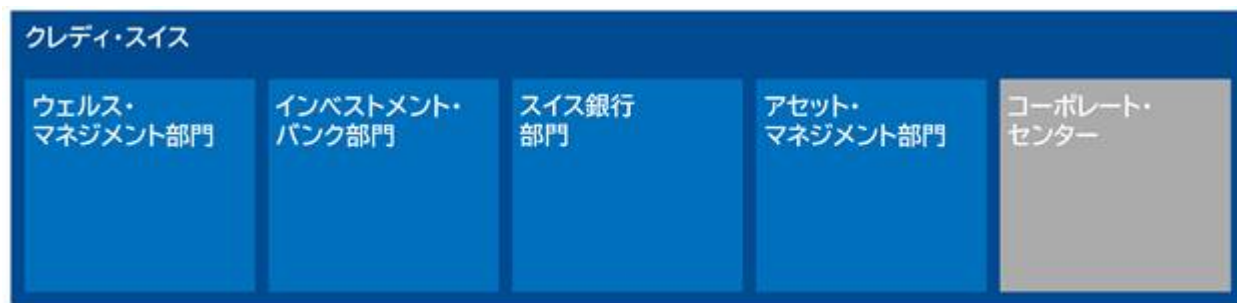 クレディ・スイス
ウェルス・
マネジメント部門
インベストメント・
バンク部門
スイス銀行
部門
アセット・
マネジメント部門
コーポレート・
センター